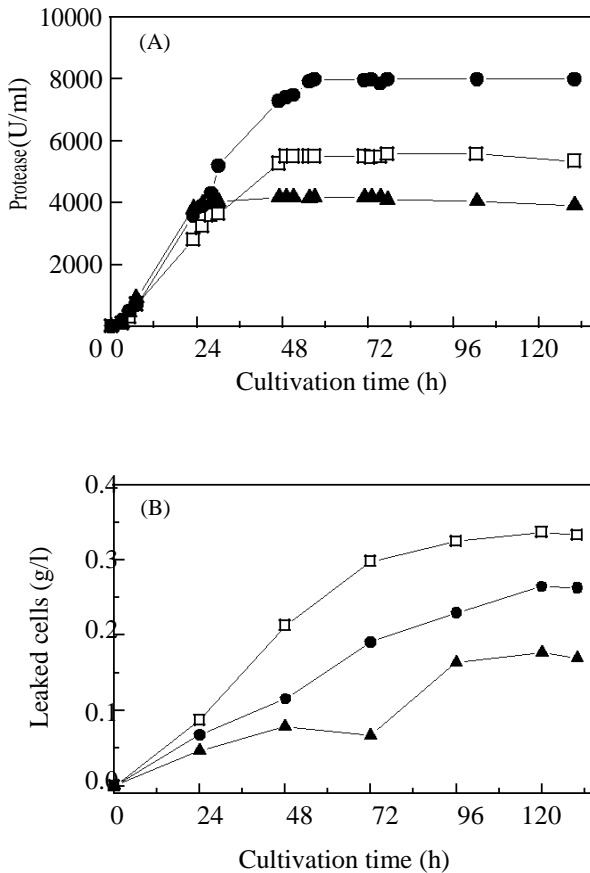 (A)
10000
8000
6000
4000
2000
0
Protease(U/ml)
0 24 48 72 96 120
Cultivation time (h)
(B)
0.4
0.3
0.2
0.1
0.0
Leaked cells (g/l)
0 24 48 72 96 120
Cultivation time (h)